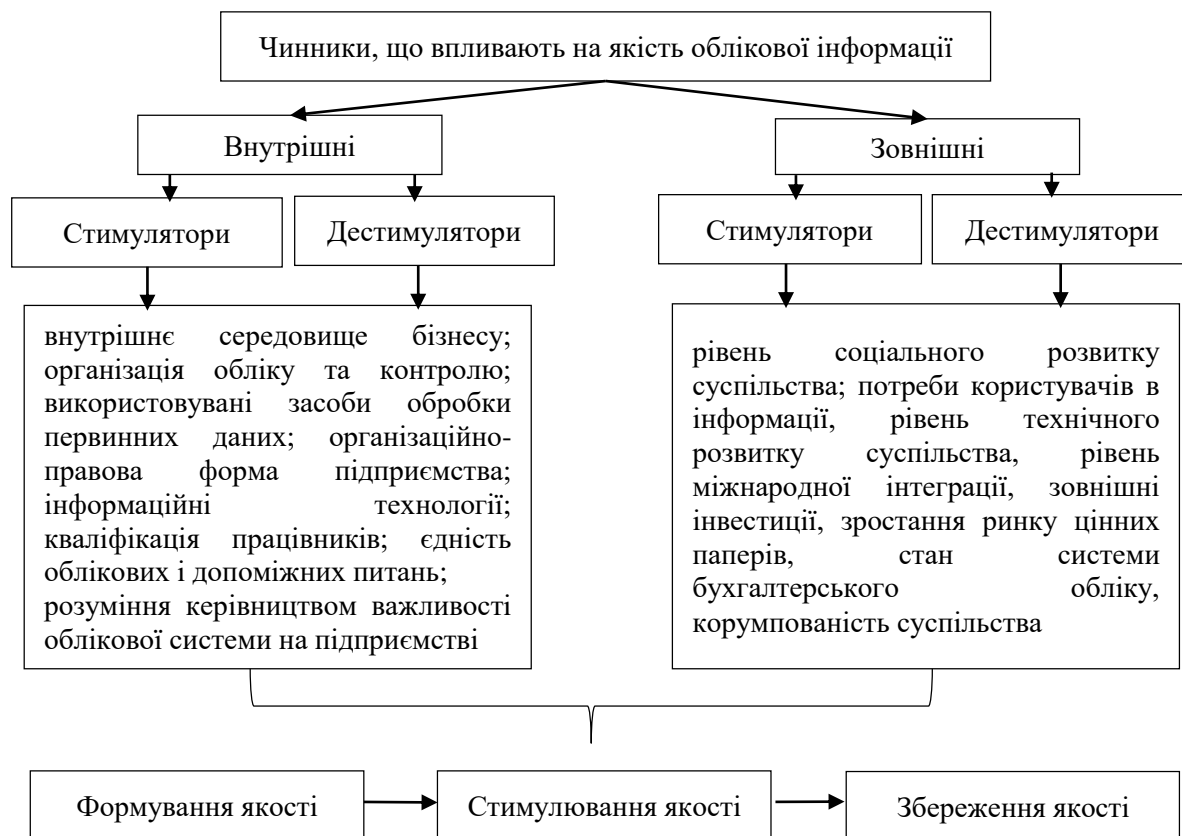 Чинники, що впливають на якість облікової інформації
Внутрішні
Зовнішні
Стимулятори
Дестимулятори
Стимулятори
Дестимулятори
внутрішнє середовище бізнесу;
організація обліку та контролю;
використовувані засоби обробки
первинних даних; організаційно-
правова форма підприємства;
інформаційні технології;
кваліфікація працівників; єдність
облікових і допоміжних питань;
розуміння керівництвом важливості
облікової системи на підприємстві
рівень соціального розвитку
суспільства; потреби користувачів в
інформації, рівень технічного
розвитку суспільства, рівень
міжнародної інтеграції, зовнішні
інвестиції, зростання ринку цінних
паперів, стан системи
бухгалтерського обліку,
корумпованість суспільства
Формування якості
Стимулювання якості
Збереження якості